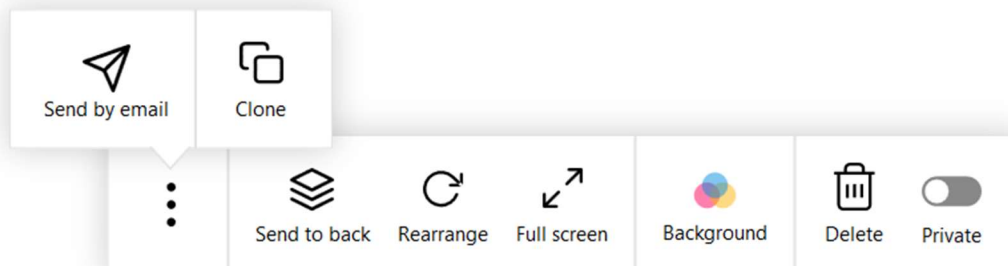 Send by email
Clone
Send to back
Rearrange
Full screen
Background
Delete
Private